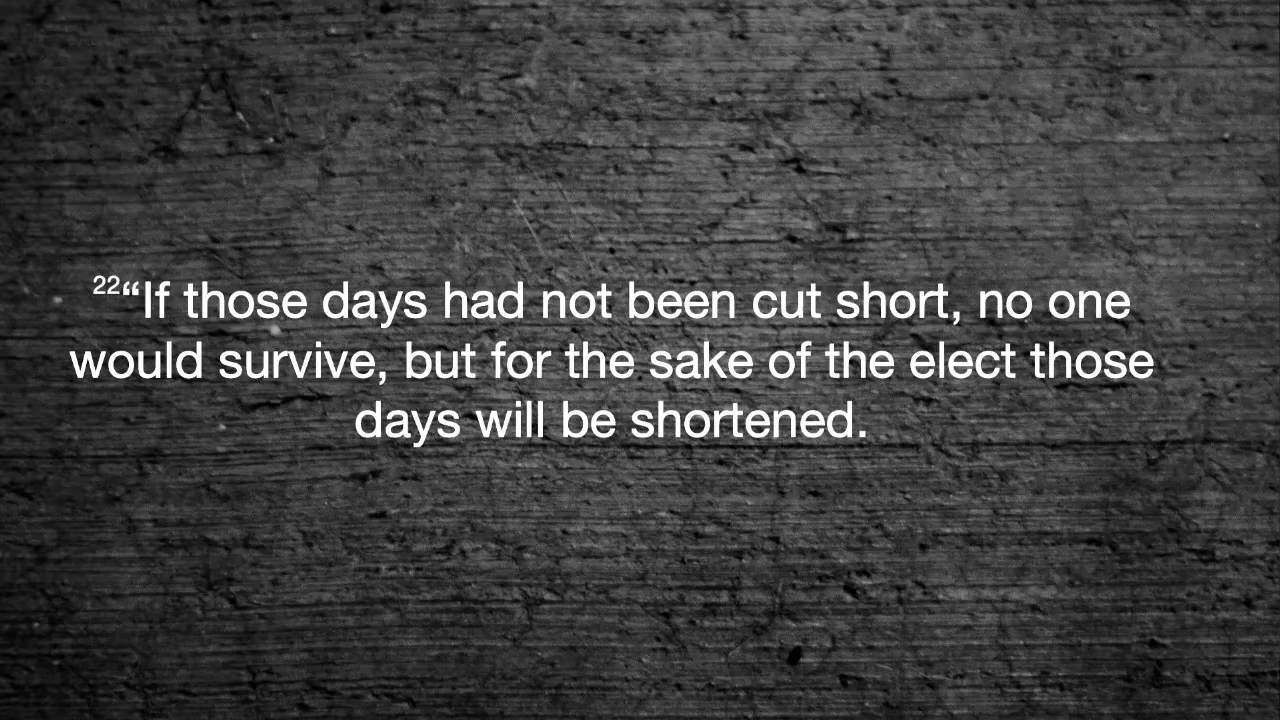 ²²“If those days had not been cut short, no one
would survive, but for the sake of the elect those
days will be shortened.